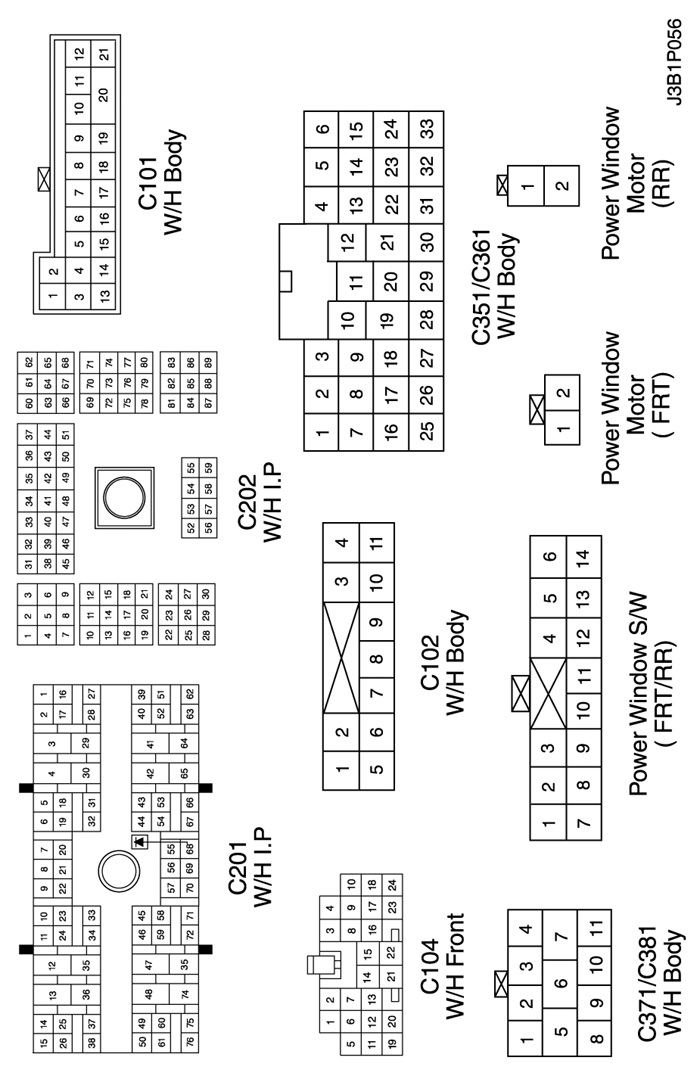 15 14 13 12 11 10 9 8 7 6 5 4 3 2 1
26 25 24 23 22 21 20 19 18 17 16
38 37 36 35 34 33 32 31 30 29 28 27
50 49 48 47 46 45 44 43 42 41 40 39
61 60 59 58 57 56 55 54 53 52 51
76 75 74 35 72 71 70 69 68 67 66 65 64 63 62
C201
W/H I.P
1 2 3
4 5 6
7 8 9
10 11 12
13 14 15
16 17 18
19 20 21
22 23 24
25 26 27
28 29 30
31 32 33 34 35 36 37
38 39 40 41 42 43 44
45 46 47 48 49 50 51
52 53 54 55
56 57 58 59
60 61 62
63 64 65
66 67 68
69 70 71
72 73 74
75 76 77
78 79 80
81 82 83
84 85 86
87 88 89
C202
W/H I.P
1 2
3 4 5 6 7 8 9 10 11 12
13 14 15 16 17 18 19 20 21
C101
W/H Body
1 2 3 4
5 6 7 8 9 10
11 12 13 14 15 16 17 18
19 20 21 22 23 24
C104
W/H Front
1 2 3 4
5 6 7 8 9 10 11
C102
W/H Body
1 2 3 4 5 6
7 8 9 10 11 12 13 14 15
16 17 18 19 20 21 22 23 24
25 26 27 28 29 30 31 32 33
C351/C361
W/H Body
1 2 3 4
5 6 7
8 9 10 11
C371/C381
W/H Body
1 2 3 4 5 6
7 8 9 10 11 12 13 14
Power Window S/W
( FRT/RR)
1 2
Power Window
Motor
( FRT)
1
2
Power Window
Motor
(RR)
J3B1P056